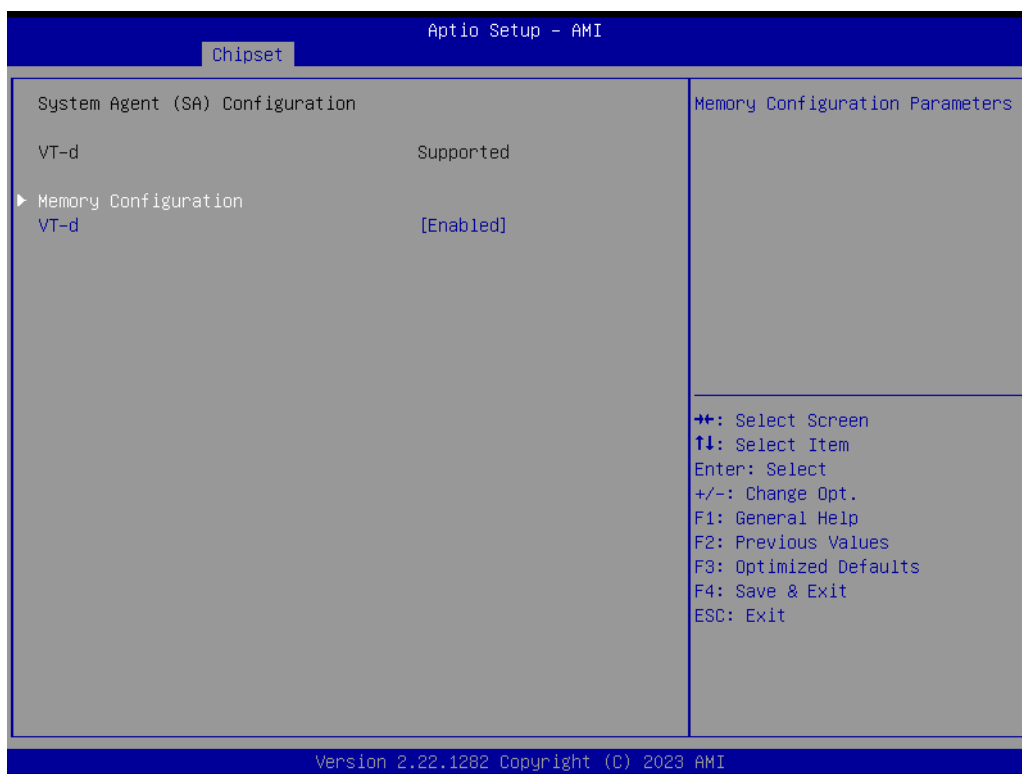 Aptio Setup – AMI
Chipset
System Agent (SA) Configuration
VT-d Supported
Memory Configuration
VT-d [Enabled]
Memory Configuration Parameters
→←: Select Screen
↑↓: Select Item
Enter: Select
+/-: Change Opt.
F1: General Help
F2: Previous Values
F3: Optimized Defaults
F4: Save & Exit
ESC: Exit
Version 2.22.1282 Copyright (C) 2023 AMI